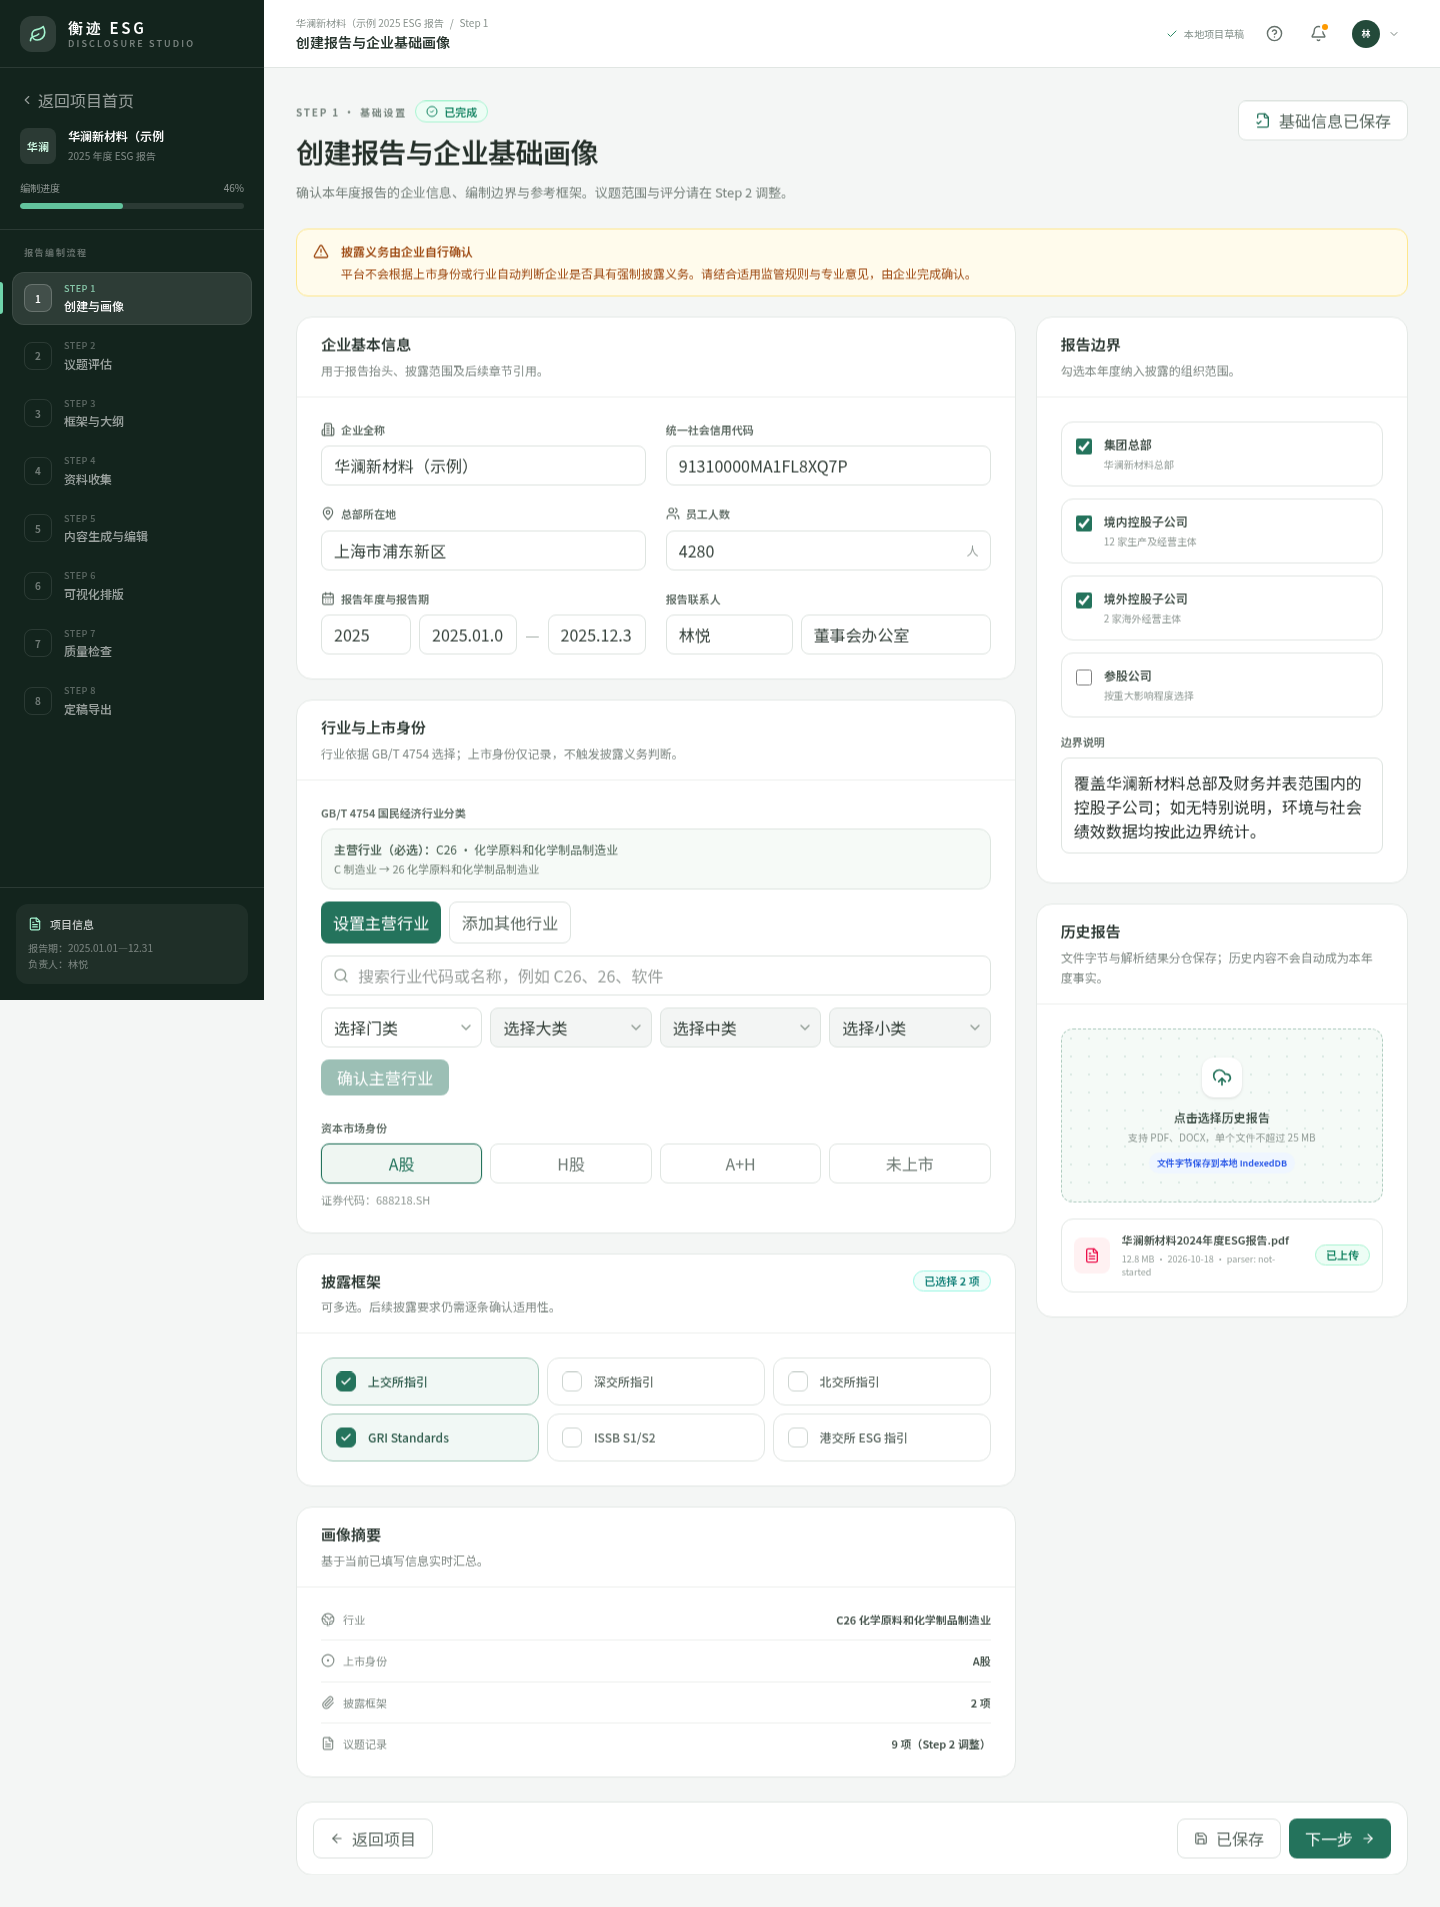 衡迹 ESG
DISCLOSURE STUDIO
返回项目首页
华澜
华澜新材料（示例
2025 年度 ESG 报告
编制进度
46%
报告编制流程
1
STEP 1
创建与画像
2
STEP 2
议题评估
3
STEP 3
框架与大纲
4
STEP 4
资料收集
5
STEP 5
内容生成与编辑
6
STEP 6
可视化排版
7
STEP 7
质量检查
8
STEP 8
定稿导出
项目信息
报告期：2025.01.01—12.31
负责人：林悦
华澜新材料（示例 2025 ESG 报告 / Step 1
创建报告与企业基础画像
本地项目草稿
林
STEP 1 · 基础设置
已完成
创建报告与企业基础画像
确认本年度报告的企业信息、编制边界与参考框架。议题范围与评分请在 Step 2 调整。
基础信息已保存
披露义务由企业自行确认
平台不会根据上市身份或行业自动判断企业是否具有强制披露义务。请结合适用监管规则与专业意见，由企业完成确认。
企业基本信息
用于报告抬头、披露范围及后续章节引用。
企业全称
华澜新材料（示例）
统一社会信用代码
91310000MA1FL8XQ7P
总部所在地
上海市浦东新区
员工人数
4280
人
报告年度与报告期
2025
2025.01.0
—
2025.12.3
报告联系人
林悦
董事会办公室
行业与上市身份
行业依据 GB/T 4754 选择；上市身份仅记录，不触发披露义务判断。
GB/T 4754 国民经济行业分类
主营行业（必选）：C26 · 化学原料和化学制品制造业
C 制造业 → 26 化学原料和化学制品制造业
设置主营行业
添加其他行业
搜索行业代码或名称，例如 C26、26、软件
选择门类
选择大类
选择中类
选择小类
确认主营行业
资本市场身份
A股
H股
A+H
未上市
证券代码：688218.SH
披露框架
已选择 2 项
可多选。后续披露要求仍需逐条确认适用性。
上交所指引
深交所指引
北交所指引
GRI Standards
ISSB S1/S2
港交所 ESG 指引
画像摘要
基于当前已填写信息实时汇总。
行业
C26 化学原料和化学制品制造业
上市身份
A股
披露框架
2 项
议题记录
9 项（Step 2 调整）
报告边界
勾选本年度纳入披露的组织范围。
集团总部
华澜新材料总部
境内控股子公司
12 家生产及经营主体
境外控股子公司
2 家海外经营主体
参股公司
按重大影响程度选择
边界说明
覆盖华澜新材料总部及财务并表范围内的
控股子公司；如无特别说明，环境与社会
绩效数据均按此边界统计。
历史报告
文件字节与解析结果分仓保存；历史内容不会自动成为本年
度事实。
点击选择历史报告
支持 PDF、DOCX，单个文件不超过 25 MB
文件字节保存到本地 IndexedDB
华澜新材料2024年度ESG报告.pdf
12.8 MB · 2026-10-18 · parser: not-
started
已上传
返回项目
已保存
下一步